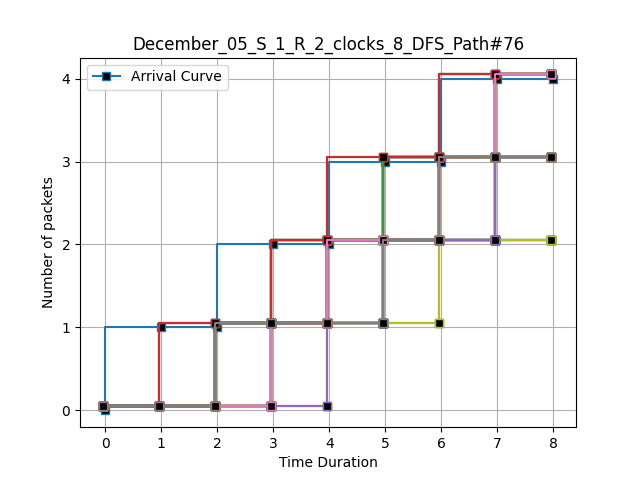 December_05_S_1_R_2_clocks_8_DFS_Path#76
Arrival Curve
4
3
2
1
0
Number of packets
0 1 2 3 4 5 6 7 8
Time Duration